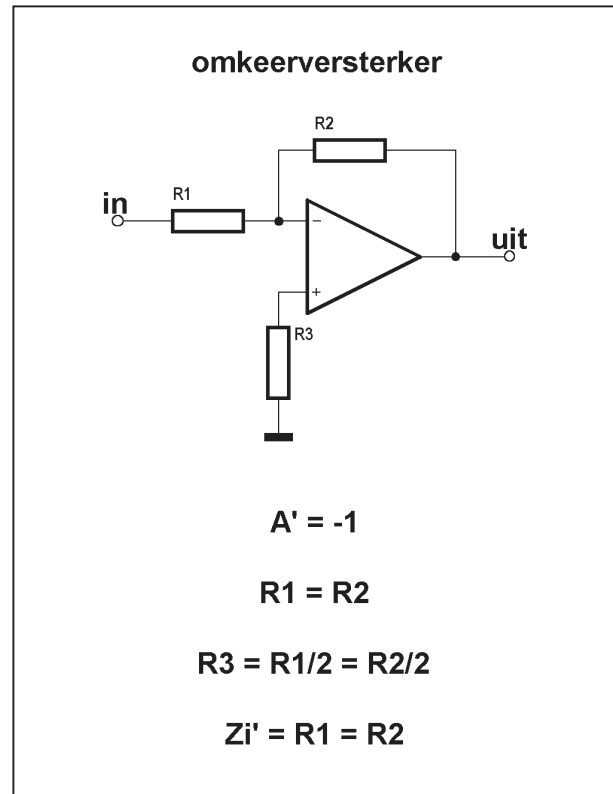 omkeerversterker
R2
R1
in
−
uit
+
R3
A' = -1
R1 = R2
R3 = R1/2 = R2/2
Zi' = R1 = R2